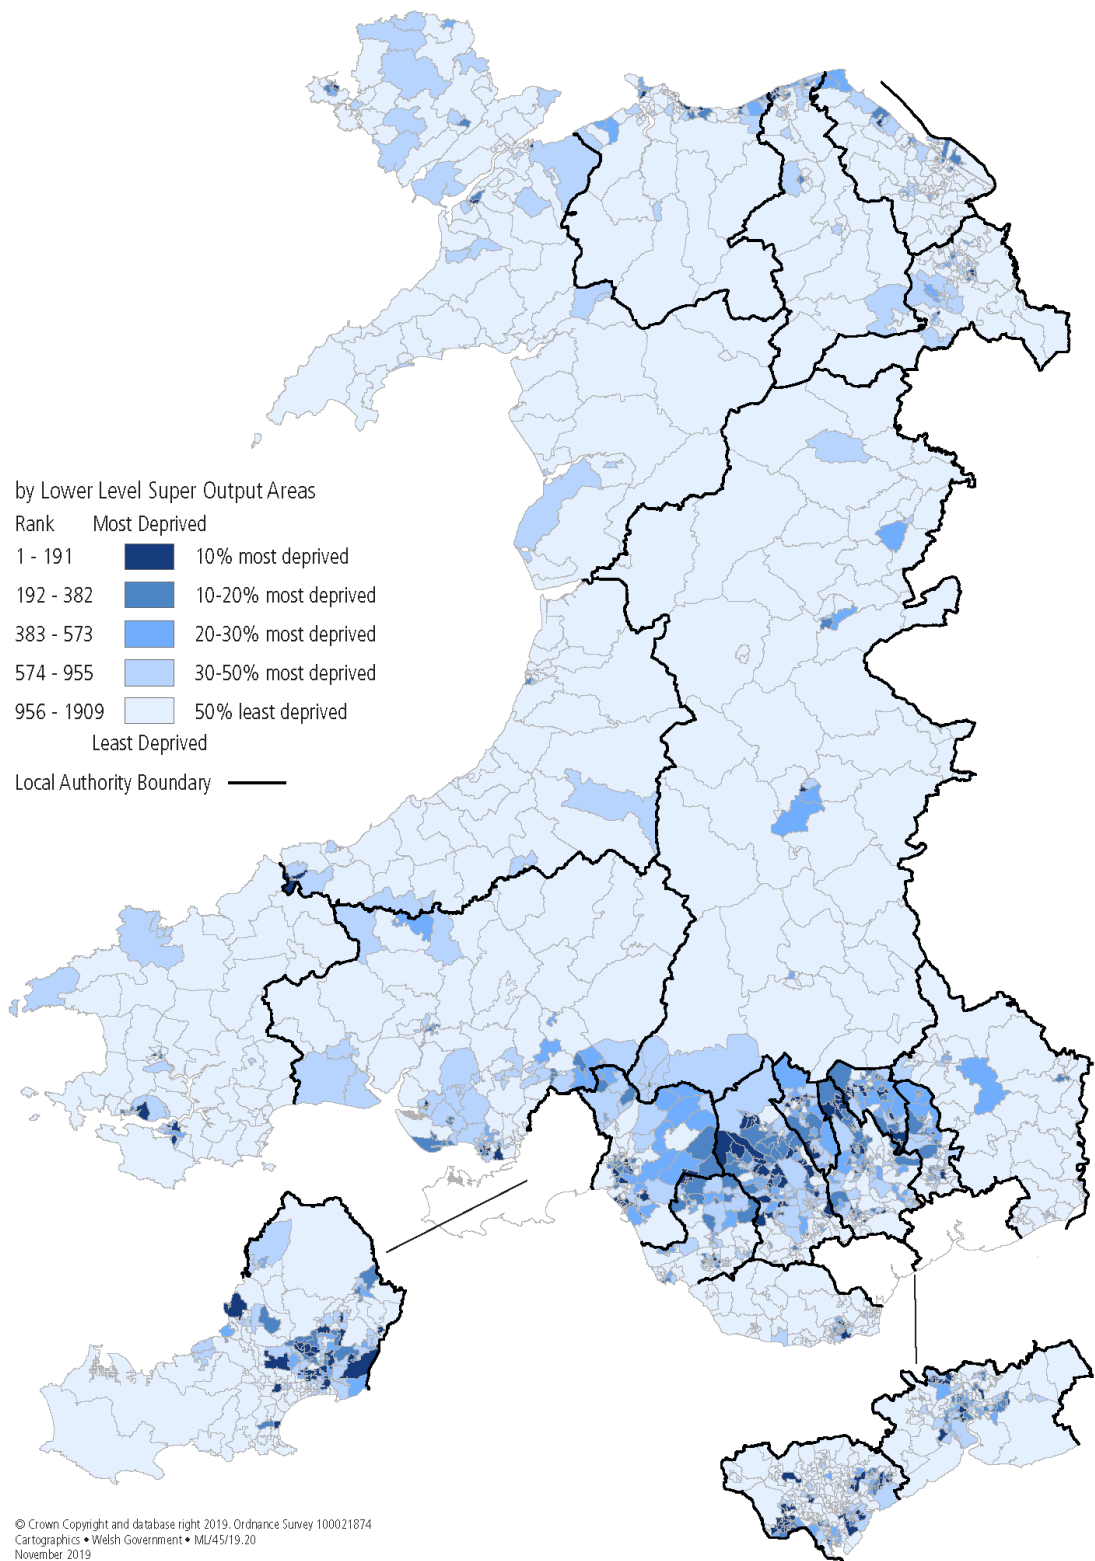 by Lower Level Super Output Areas
Rank Most Deprived
1 - 191 10% most deprived
192 - 382 10-20% most deprived
383 - 573 20-30% most deprived
574 - 955 30-50% most deprived
956 - 1909 50% least deprived
Least Deprived
Local Authority Boundary
© Crown Copyright and database right 2019. Ordnance Survey 100021874
Cartographics ♦ Welsh Government ♦ ML/45/19.20
November 2019